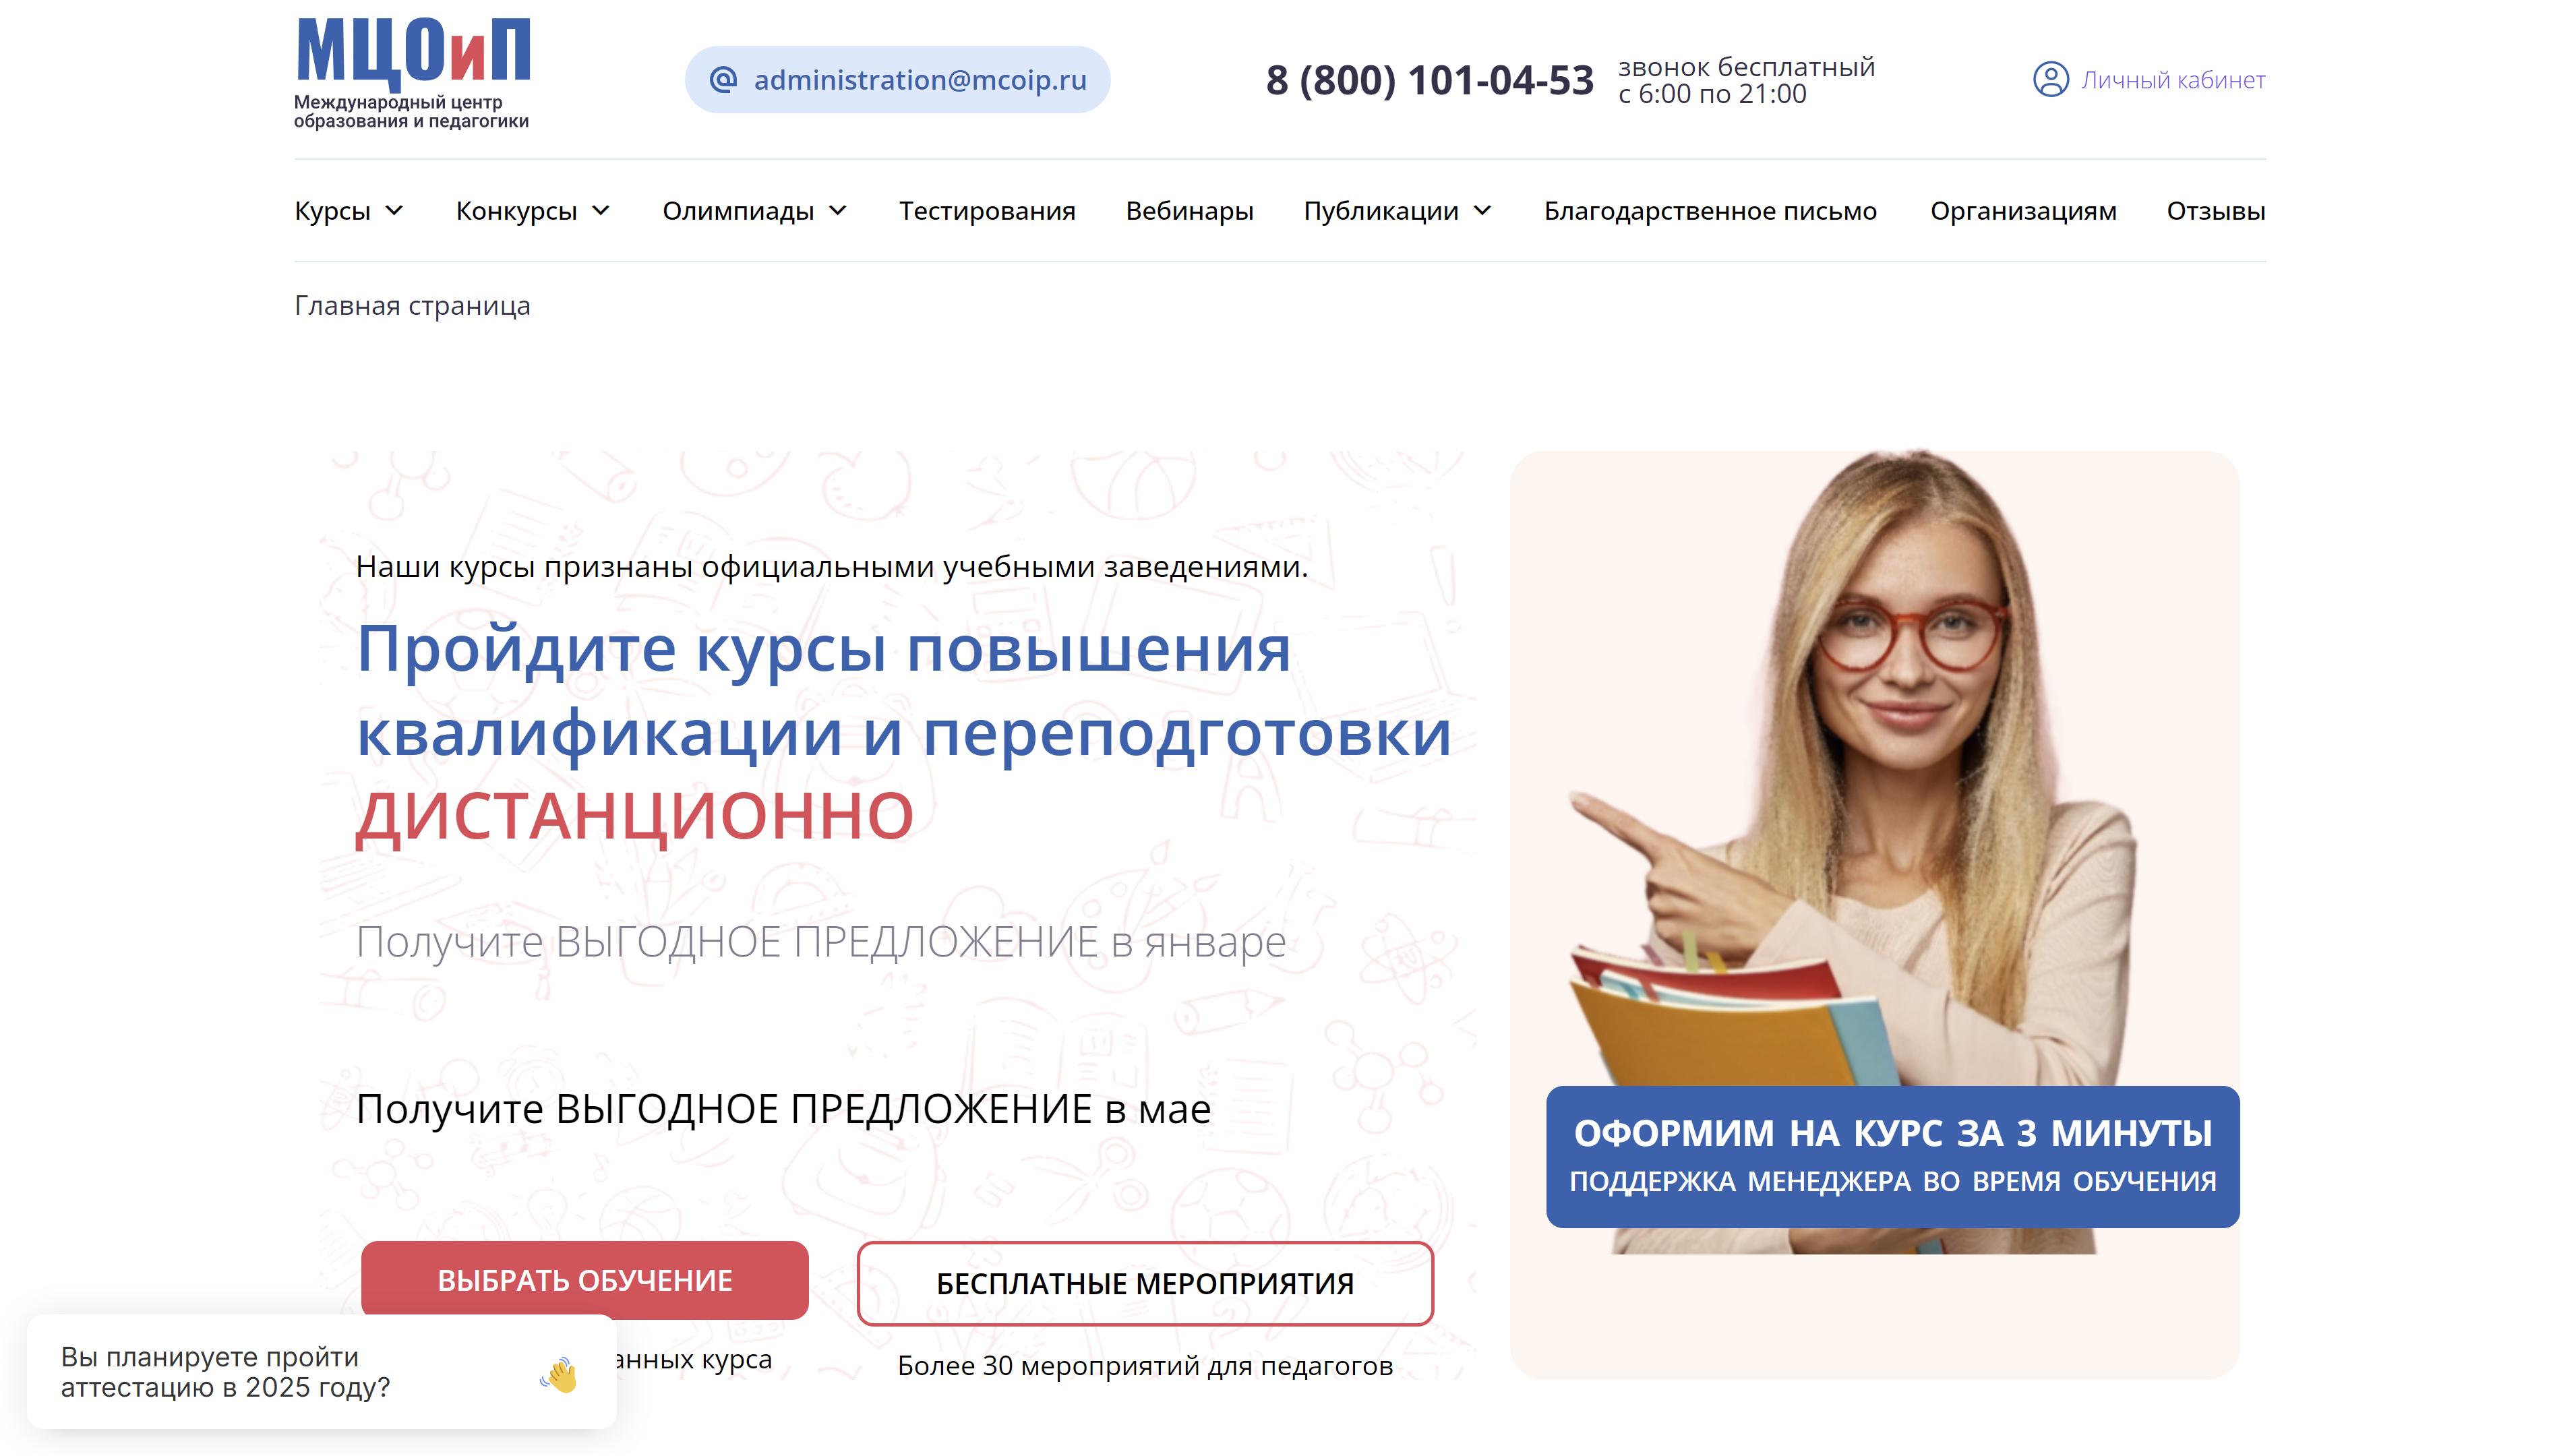 МЦОиП
Международный центр
образования и педагогики
administration@mcoip.ru
8 (800) 101-04-53
звонок бесплатный
с 6:00 по 21:00
Личный кабинет
Курсы
Конкурсы
Олимпиады
Тестирования
Вебинары
Публикации
Благодарственное письмо
Организациям
Отзывы
Главная страница
Наши курсы признаны официальными учебными заведениями.
Пройдите курсы повышения
квалификации и переподготовки
ДИСТАНЦИОННО
Получите ВЫГОДНОЕ ПРЕДЛОЖЕНИЕ в январе
Получите ВЫГОДНОЕ ПРЕДЛОЖЕНИЕ в мае
ОФОРМИМ НА КУРС ЗА 3 МИНУТЫ
ПОДДЕРЖКА МЕНЕДЖЕРА ВО ВРЕМЯ ОБУЧЕНИЯ
ВЫБРАТЬ ОБУЧЕНИЕ
БЕСПЛАТНЫЕ МЕРОПРИЯТИЯ
курса
Более 30 мероприятий для педагогов
Вы планируете пройти
аттестацию в 2025 году?